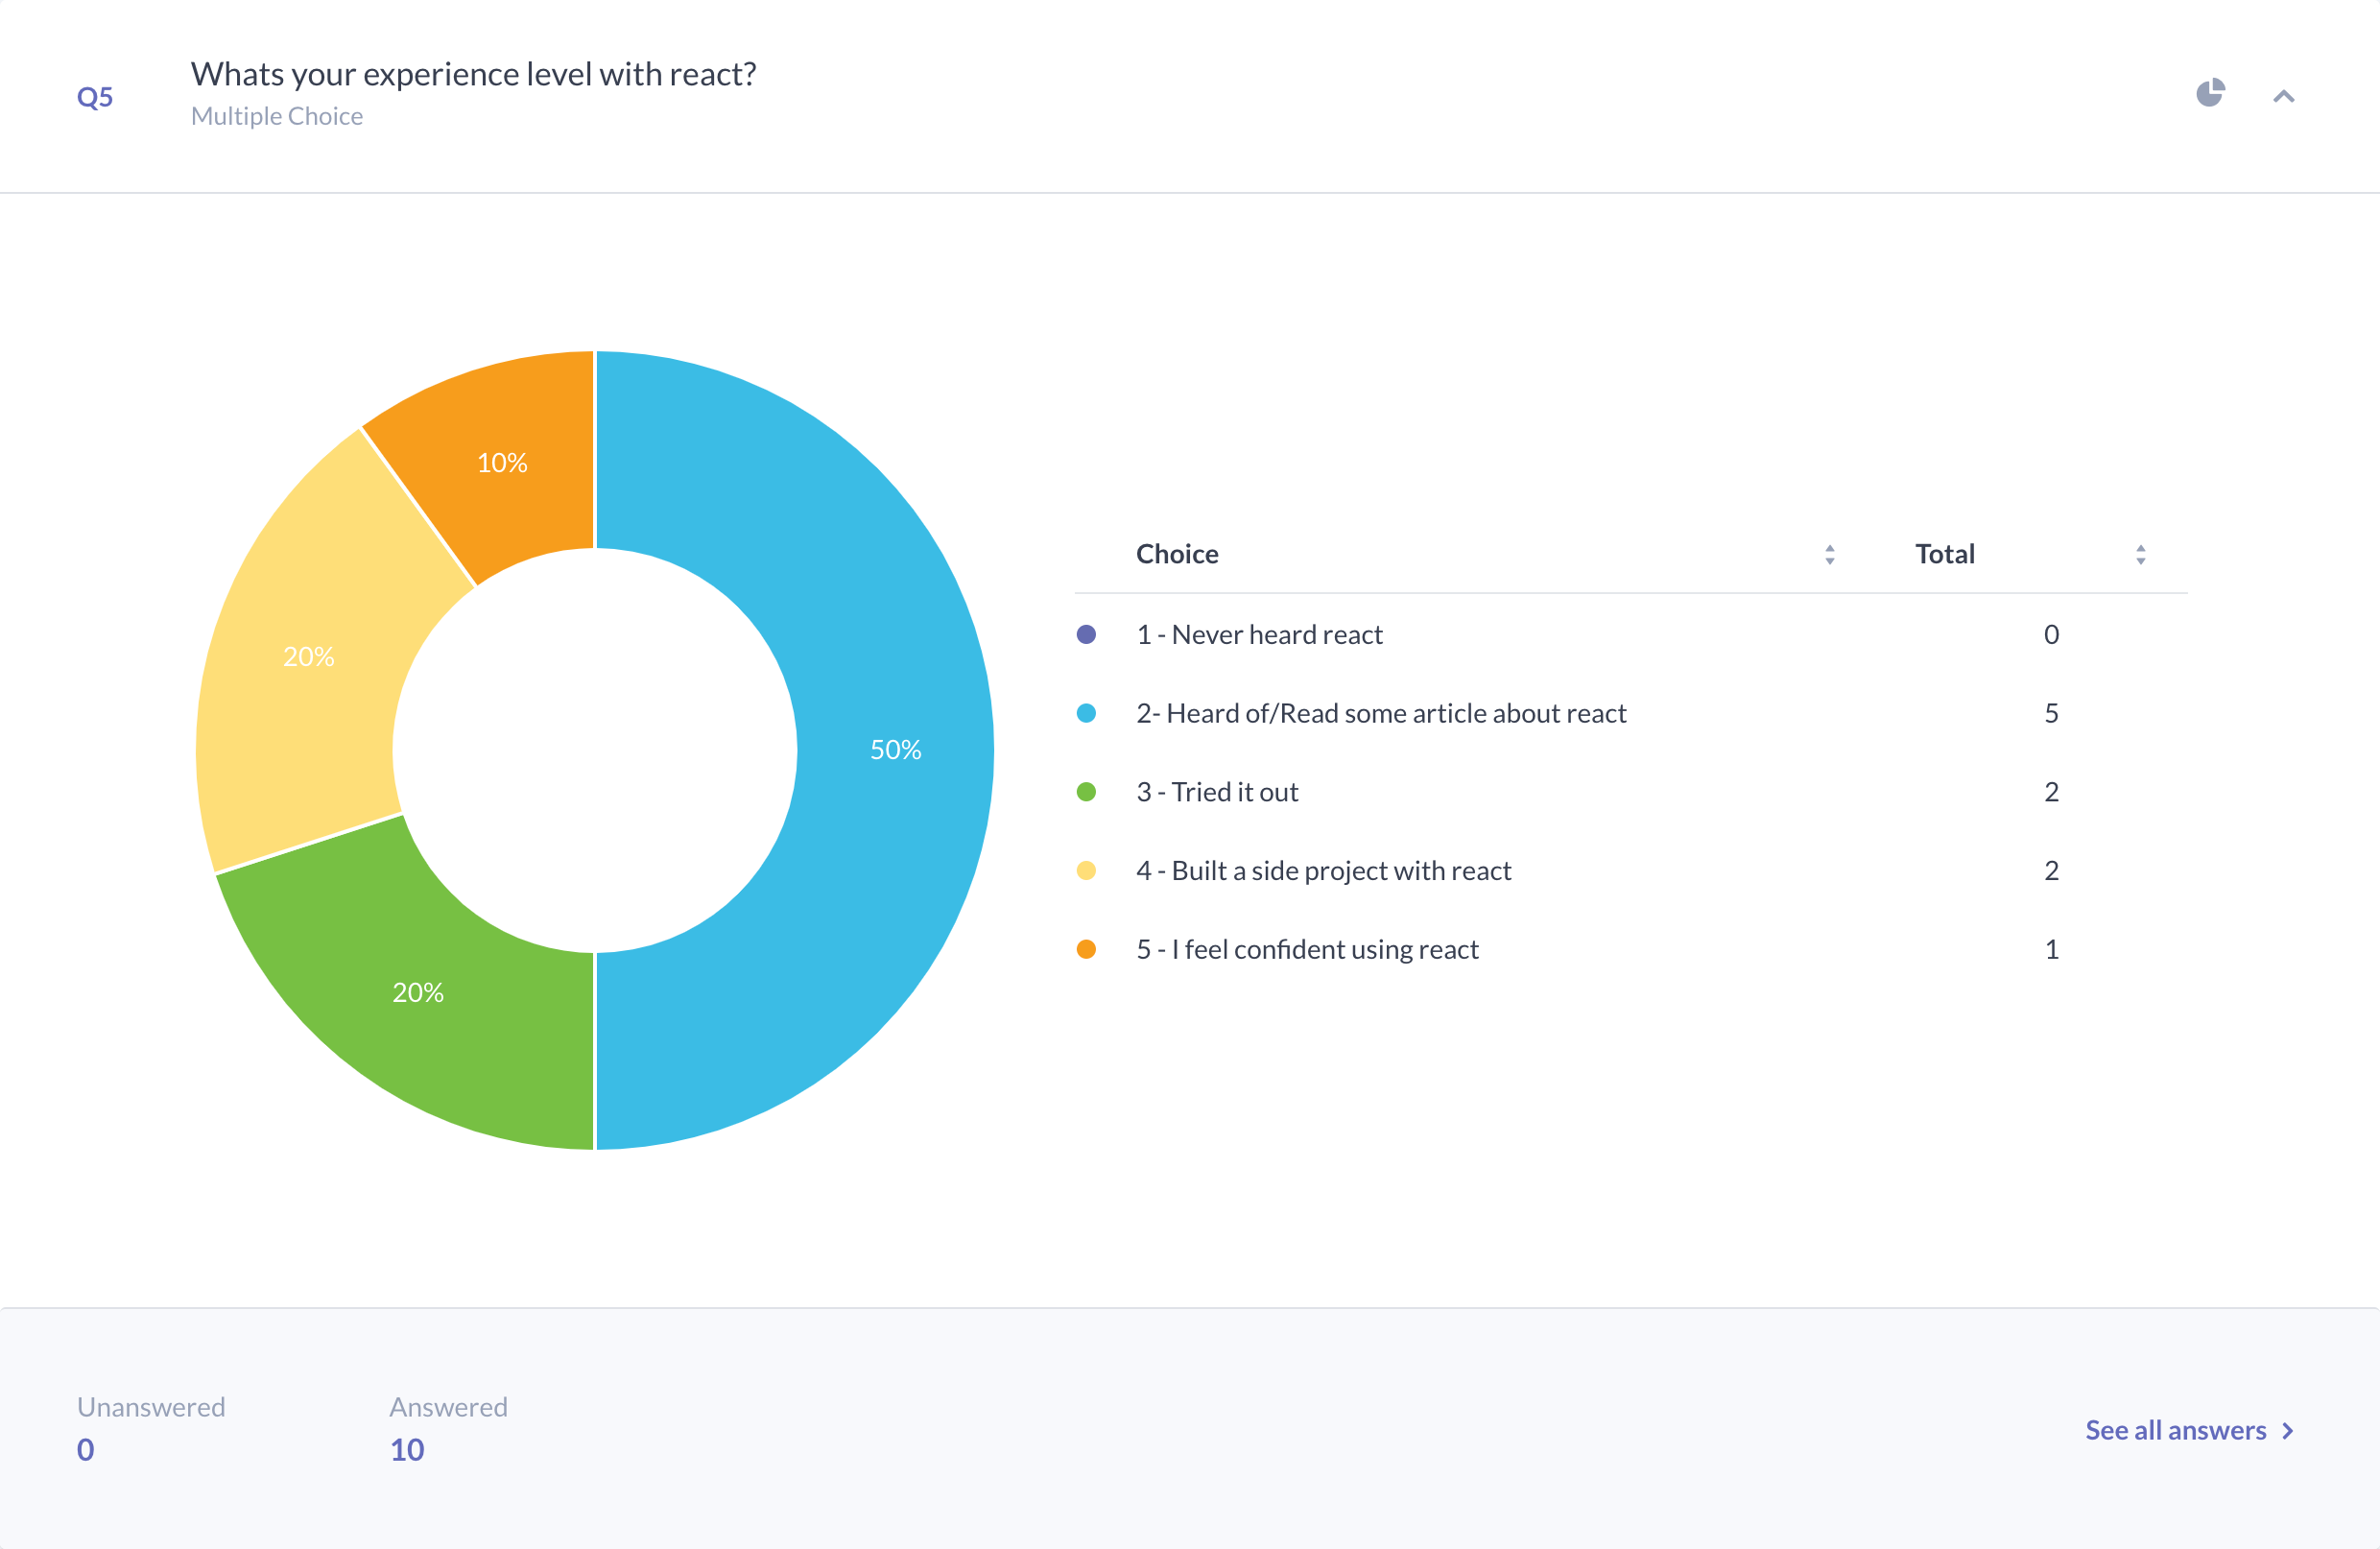 Q5
Whats your experience level with react?
Multiple Choice
10%
20%
50%
20%
Choice Total
1 - Never heard react 0
2- Heard of/Read some article about react 5
3 - Tried it out 2
4 - Built a side project with react 2
5 - I feel confident using react 1
Unanswered Answered
0 10
See all answers